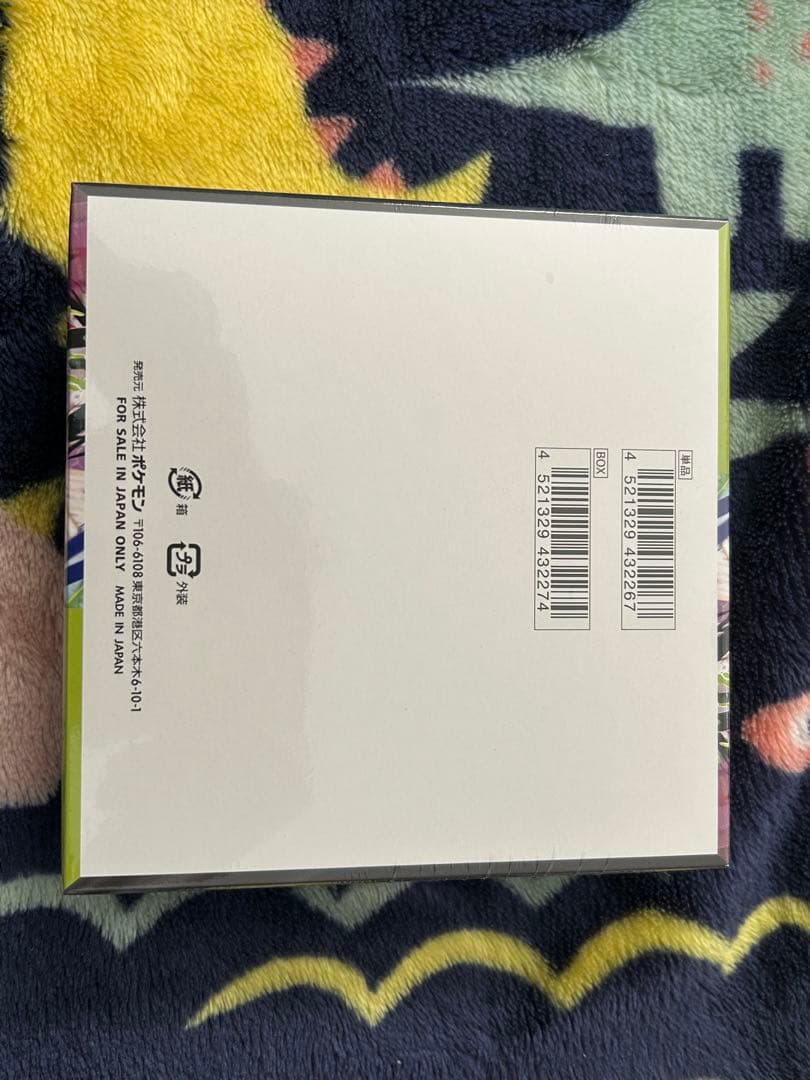 単品
4 521329 432267
BOX
4 521329 432274
紙 箱
プラ 外装
発売元 株式会社 ポケモン 〒106-6108 東京都港区六本木6-10-1
FOR SALE IN JAPAN ONLY MADE IN JAPAN